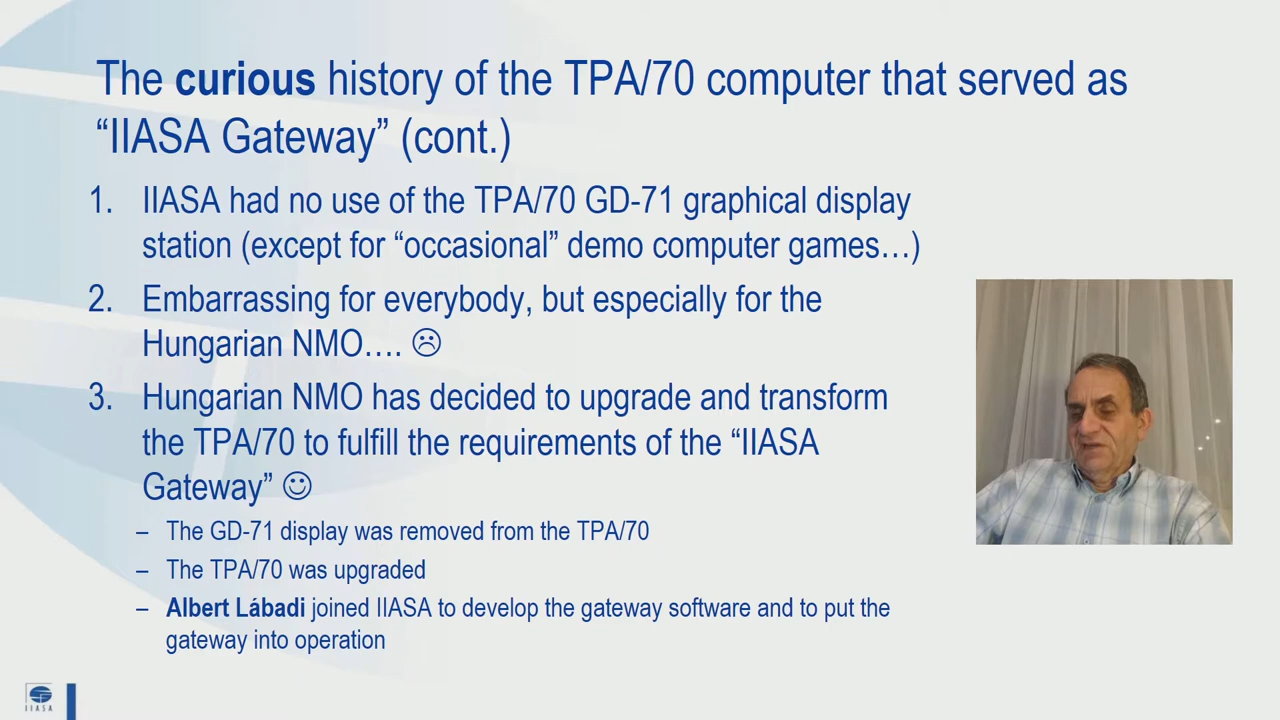 The curious history of the TPA/70 computer that served as
“IIASA Gateway” (cont.)
1. IIASA had no use of the TPA/70 GD-71 graphical display
station (except for “occasional” demo computer games…)
2. Embarrassing for everybody, but especially for the
Hungarian NMO…. ☹
3. Hungarian NMO has decided to upgrade and transform
the TPA/70 to fulfill the requirements of the “IIASA
Gateway” ☺
– The GD-71 display was removed from the TPA/70
– The TPA/70 was upgraded
– Albert Lábadi joined IIASA to develop the gateway software and to put the
gateway into operation
IIASA